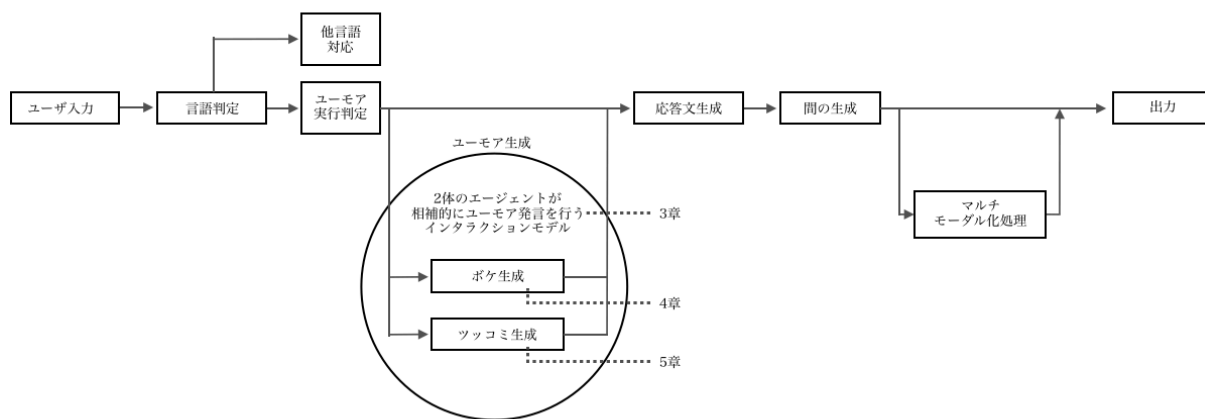 他言語
対応
ユーザ入力
言語判定
ユーモア
実行判定
応答文生成
間の生成
出力
ユーモア生成
2体のエージェントが
相補的にユーモア発言を行う
インタラクションモデル
3章
マルチ
モーダル化処理
ボケ生成
4章
ツッコミ生成
5章